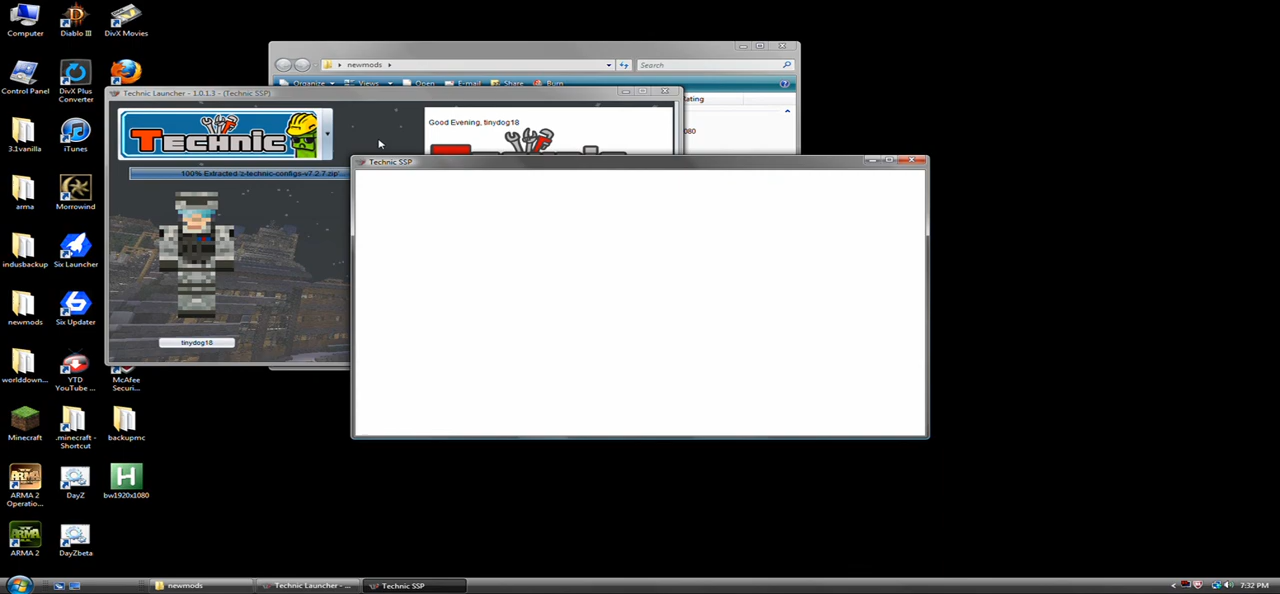 Computer
Diablo III
DivX Movies
Control Panel
DivX Plus
Converter
3.1vanilla
iTunes
arma
Morrowind
indusbackup
Six Launcher
newmods
Six Updater
worlddown...
YTD
YouTube ...
McAfee
Securi...
Minecraft
.minecraft -
Shortcut
backupmc
ARMA 2
Operatio...
DayZ
H
bw1920x1080
ARMA 2
DayZbeta
newmods
Search
Organize
Views
Open
E-mail
Share
Burn
080
Technic Launcher - 1.0.1.3 - (Technic SSP)
TECHNIC
Good Evening, tinydog18
100% Extracted 'z-technic-configs-v7.2.7.zip'
tinydog18
Technic SSP
newmods
Technic Launcher - ...
Technic SSP
7:32 PM